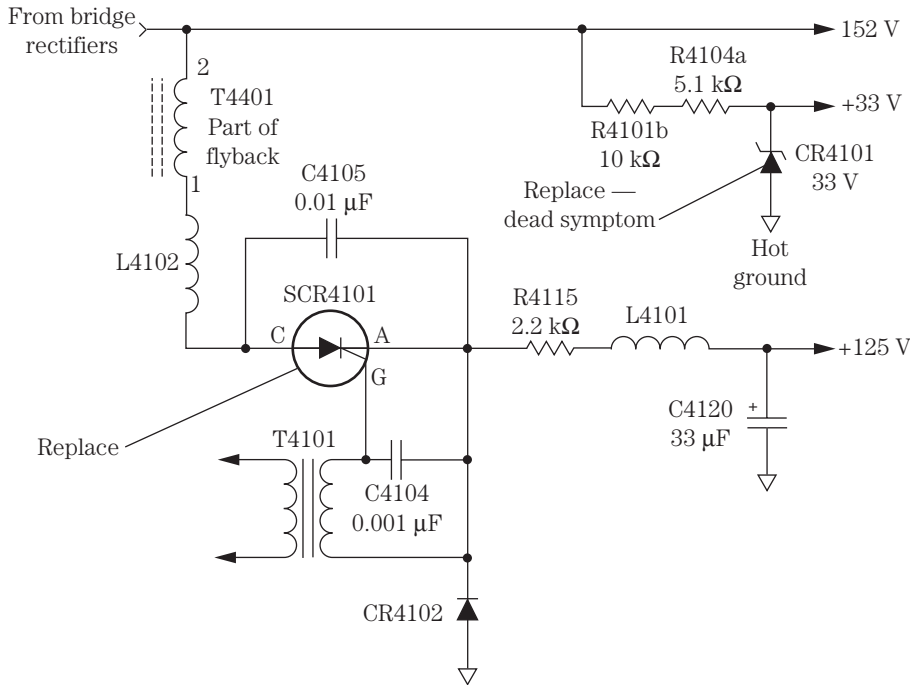 From bridge
rectifiers
152 V
2
T4401
Part of
flyback
1
R4104a
5.1 kΩ
+33 V
R4101b
10 kΩ
CR4101
33 V
Replace —
dead symptom
Hot
ground
C4105
0.01 μF
L4102
SCR4101
C
A
G
R4115
2.2 kΩ
L4101
+125 V
C4120
33 μF
+
Replace
T4101
C4104
0.001 μF
CR4102